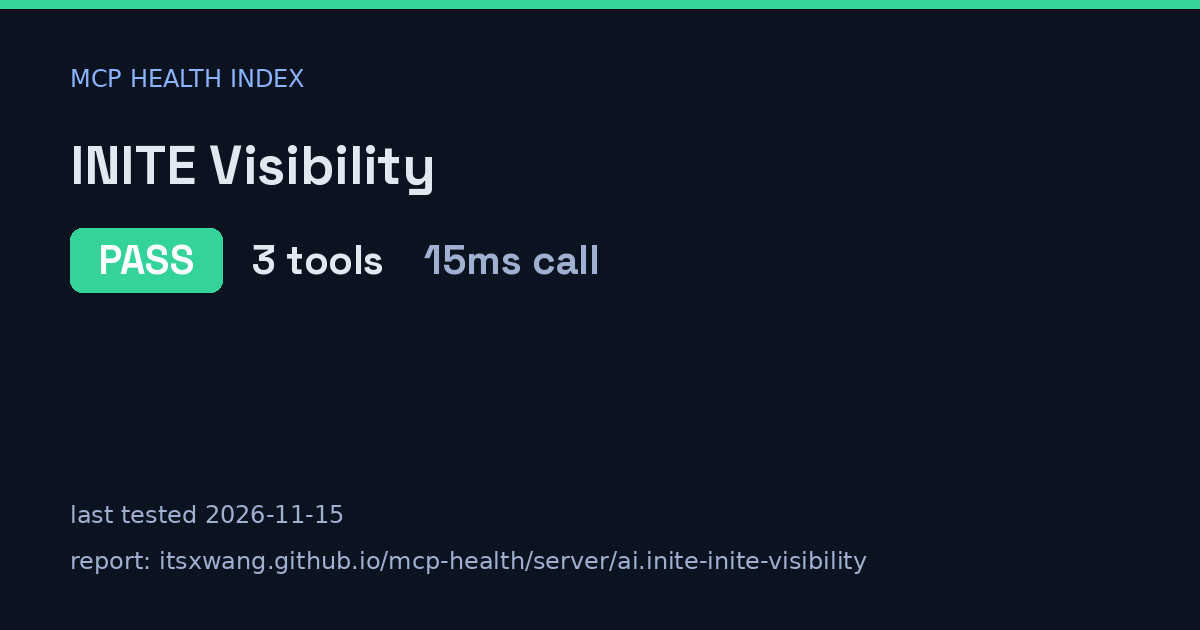 MCP HEALTH INDEX
INITE Visibility
PASS 3 tools 15ms call
last tested 2026-11-15
report: itsxwang.github.io/mcp-health/server/ai.inite-inite-visibility